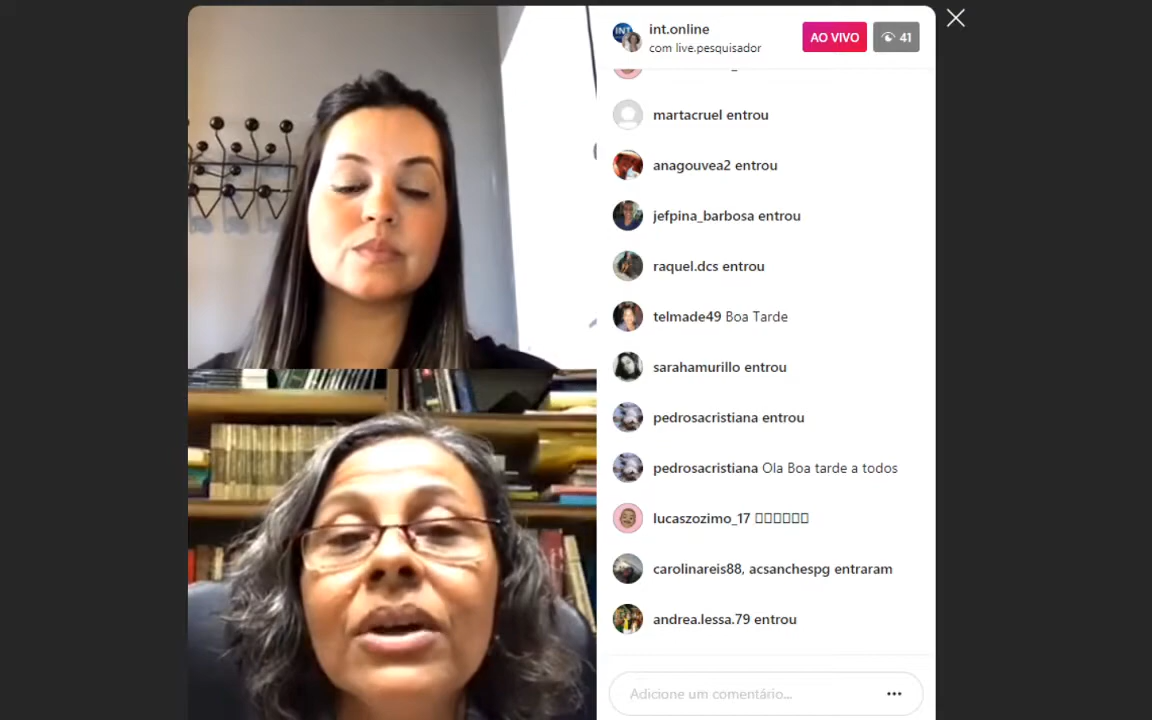 INT
int.online
com live.pesquisador
AO VIVO
41
martacruel entrou
anagouvea2 entrou
jefpina_barbosa entrou
raquel.dcs entrou
telmade49 Boa Tarde
sarahamurillo entrou
pedrosacristiana entrou
pedrosacristiana Ola Boa tarde a todos
lucaszozimo_17
carolinareis88, acsanchespg entraram
andrea.lessa.79 entrou
Adicione um comentário...